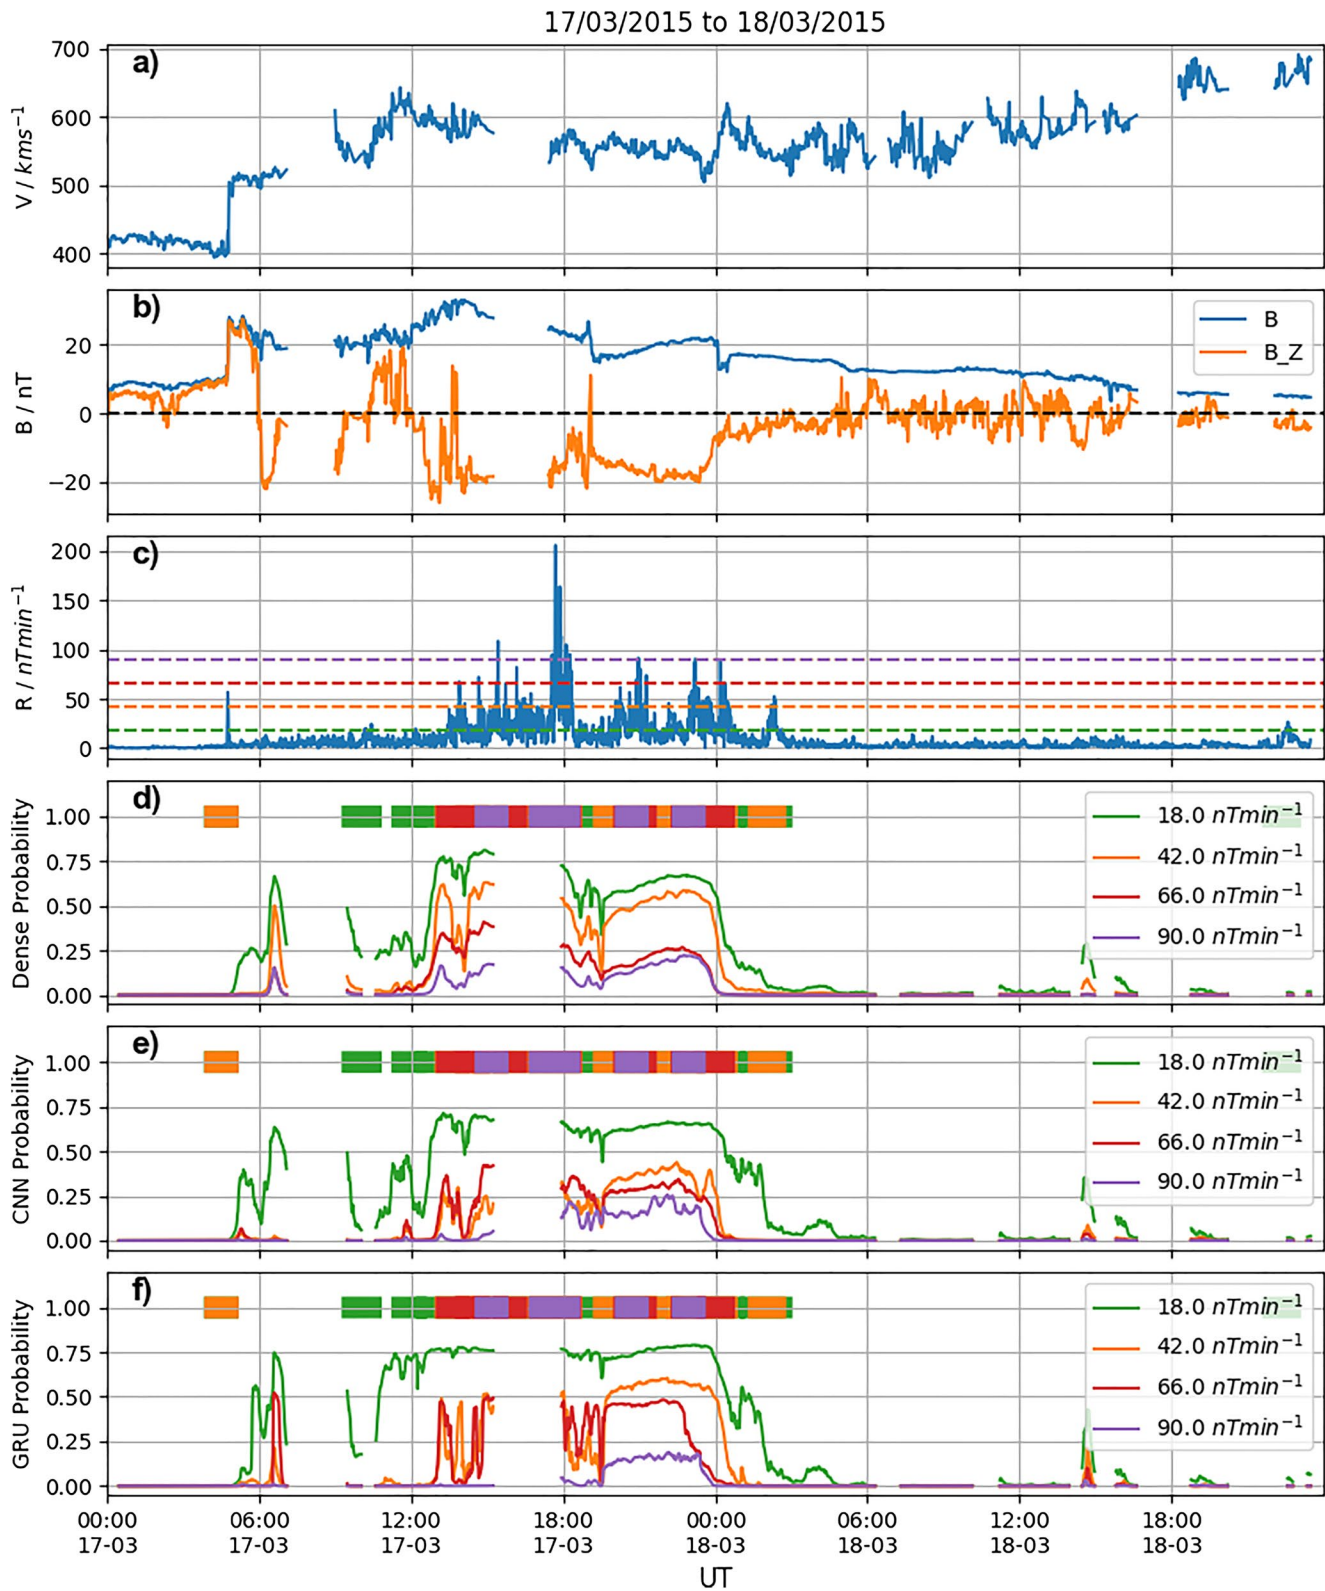 17/03/2015 to 18/03/2015
a)
700
600
500
400
V / kms⁻¹
b)
20
0
−20
B / nT
B
B_Z
c)
200
150
100
50
0
R / nTmin⁻¹
d)
1.00
0.75
0.50
0.25
0.00
Dense Probability
18.0 nTmin⁻¹
42.0 nTmin⁻¹
66.0 nTmin⁻¹
90.0 nTmin⁻¹
e)
1.00
0.75
0.50
0.25
0.00
CNN Probability
18.0 nTmin⁻¹
42.0 nTmin⁻¹
66.0 nTmin⁻¹
90.0 nTmin⁻¹
f)
1.00
0.75
0.50
0.25
0.00
GRU Probability
18.0 nTmin⁻¹
42.0 nTmin⁻¹
66.0 nTmin⁻¹
90.0 nTmin⁻¹
00:00 06:00 12:00 18:00 00:00 06:00 12:00 18:00
17-03 17-03 17-03 17-03 18-03 18-03 18-03 18-03
UT